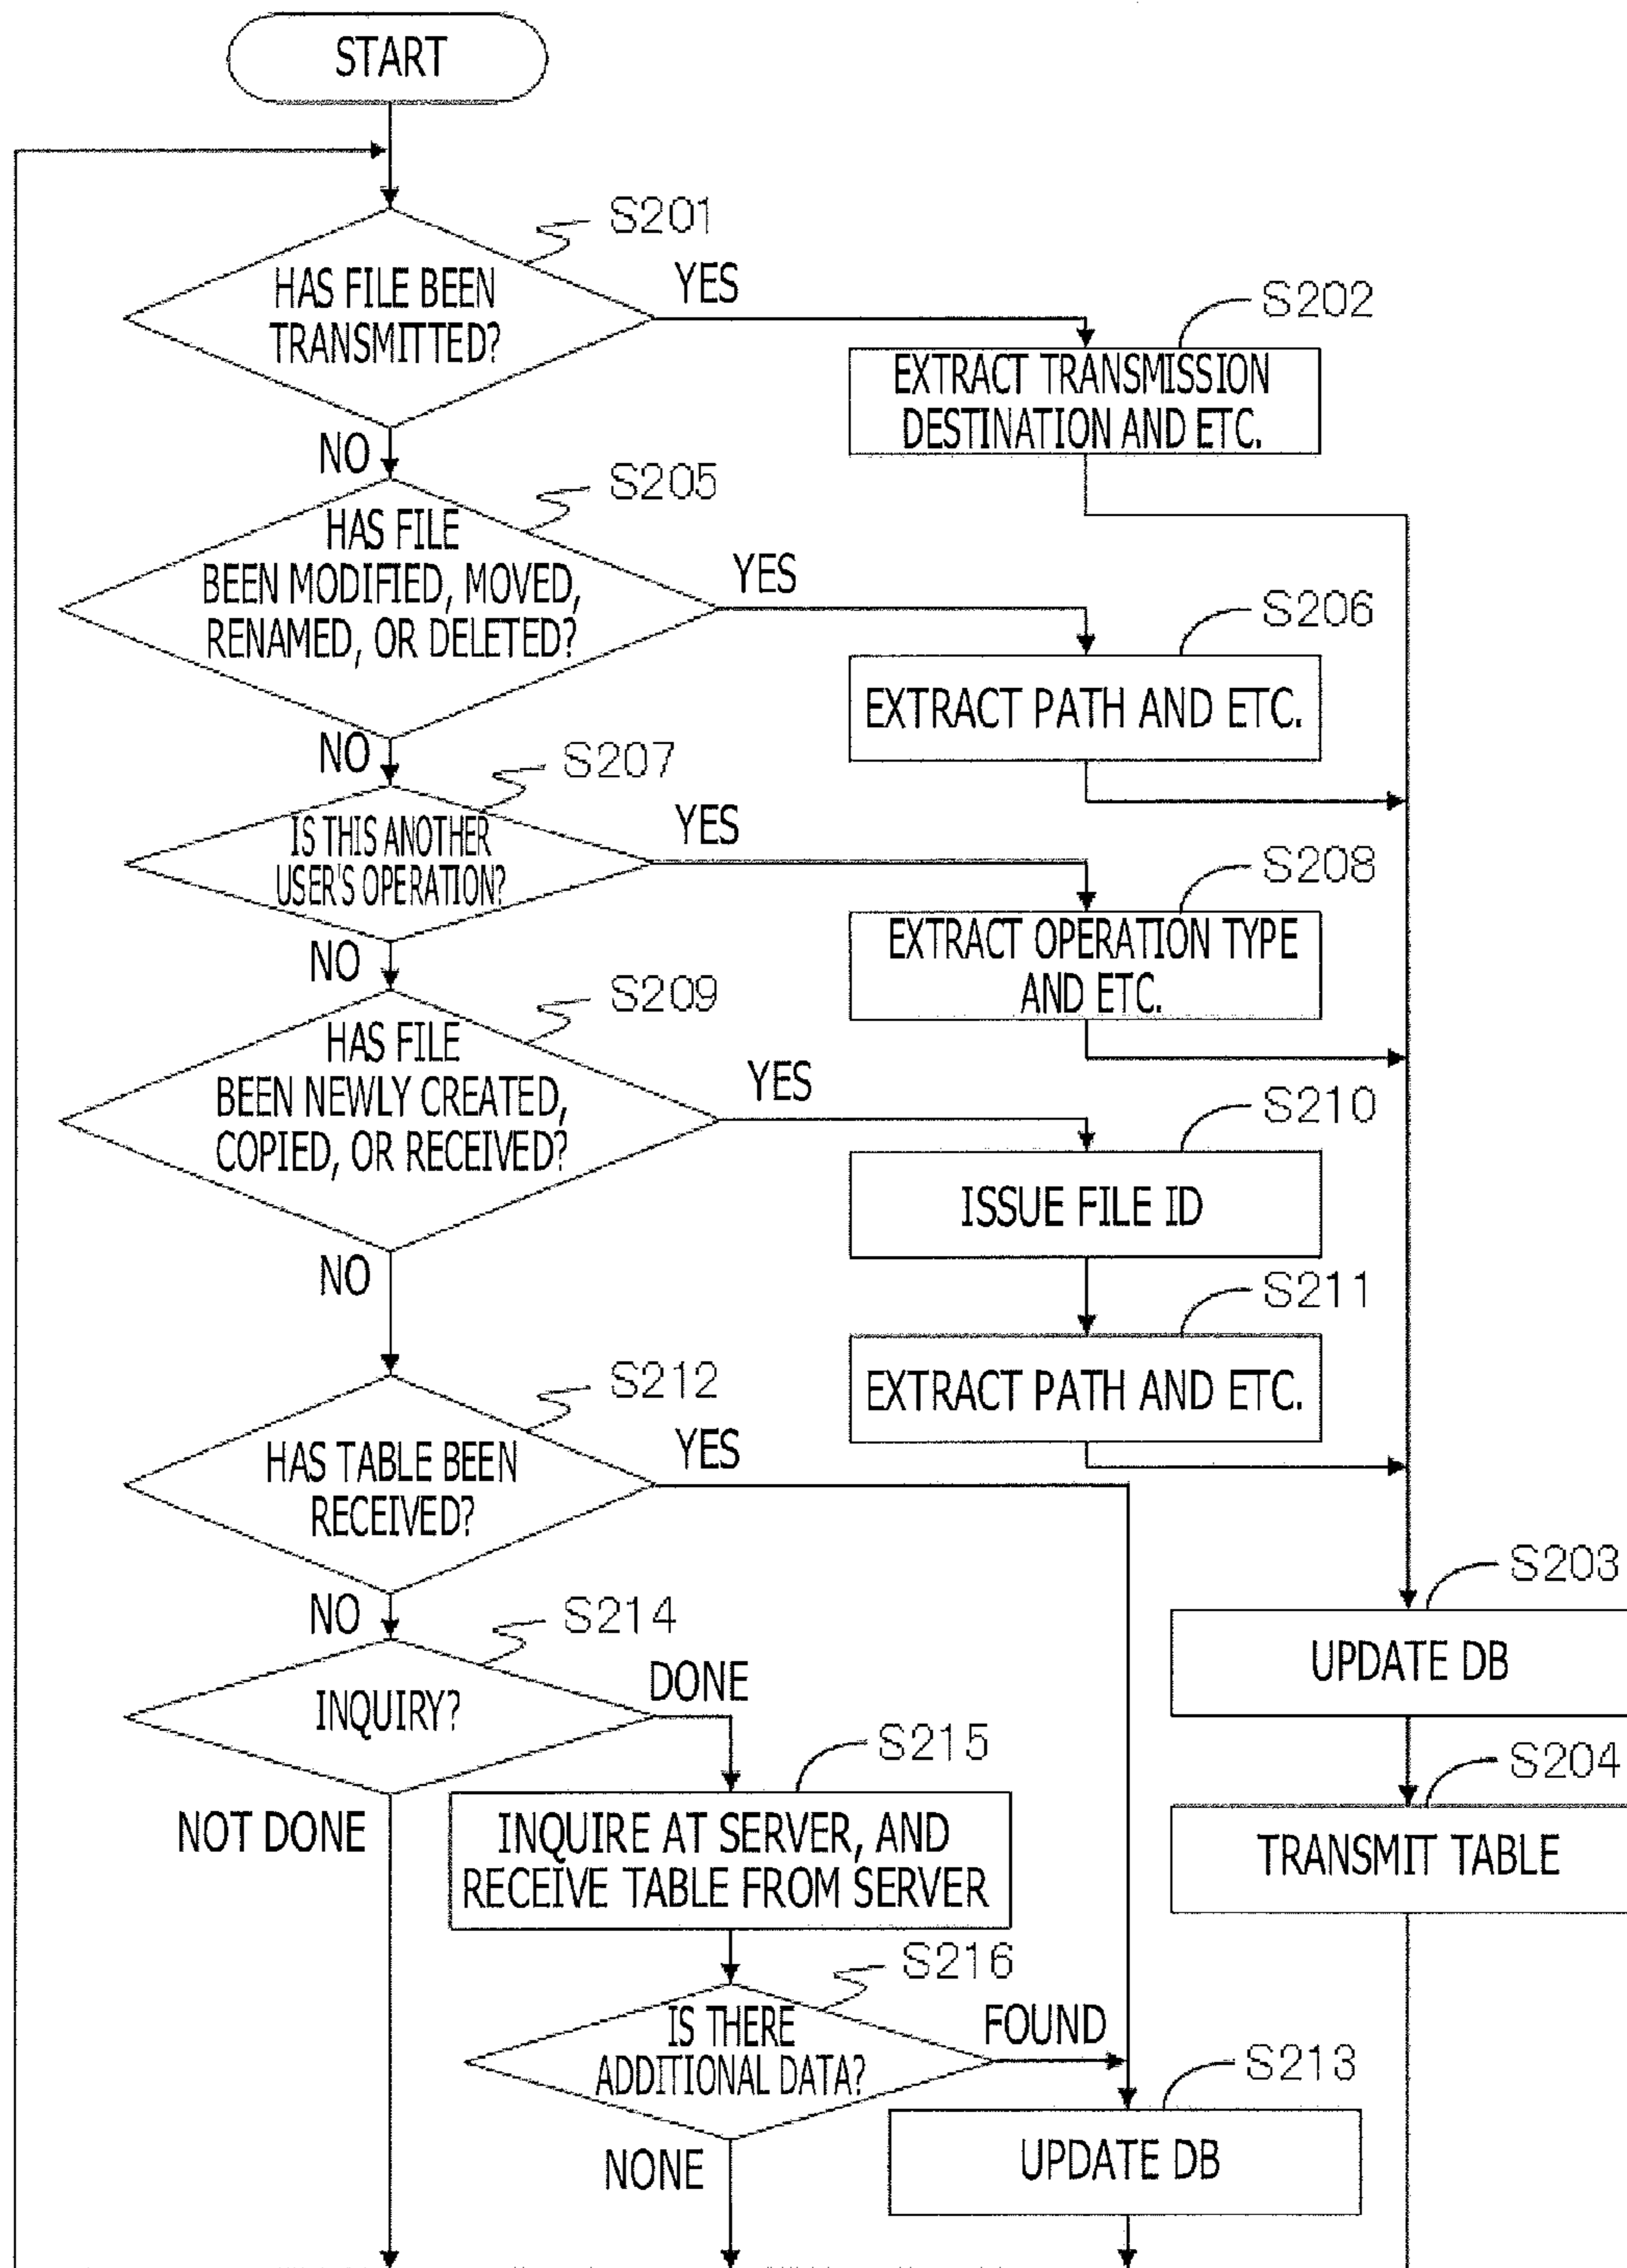 START
S201
HAS FILE BEEN
TRANSMITTED?
YES
NO
S202
EXTRACT TRANSMISSION
DESTINATION AND ETC.
S205
HAS FILE
BEEN MODIFIED, MOVED,
RENAMED, OR DELETED?
YES
NO
S206
EXTRACT PATH AND ETC.
S207
IS THIS ANOTHER
USER'S OPERATION?
YES
NO
S208
EXTRACT OPERATION TYPE
AND ETC.
S209
HAS FILE
BEEN NEWLY CREATED,
COPIED, OR RECEIVED?
YES
NO
S210
ISSUE FILE ID
S211
EXTRACT PATH AND ETC.
S212
HAS TABLE BEEN
RECEIVED?
YES
NO
S203
UPDATE DB
S204
TRANSMIT TABLE
S214
INQUIRY?
DONE
NOT DONE
S215
INQUIRE AT SERVER, AND
RECEIVE TABLE FROM SERVER
S216
IS THERE
ADDITIONAL DATA?
FOUND
NONE
S213
UPDATE DB